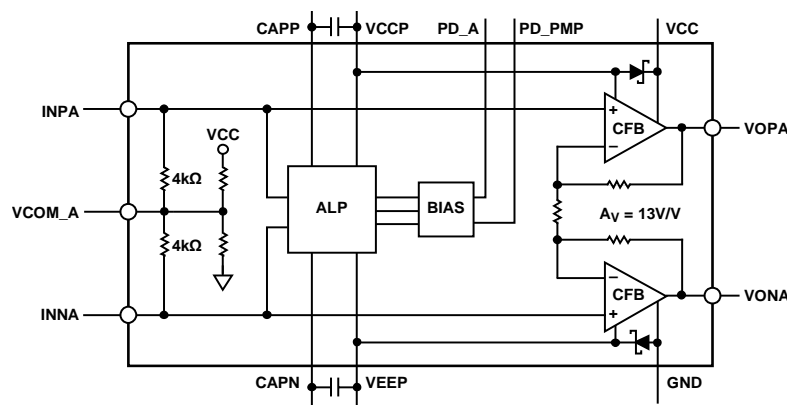 CAPP VCCP PD_A PD_PMP VCC
INPA
VCC
+
CFB
−
VOPA
4kΩ
ALP
BIAS
VCOM_A
AV = 13V/V
4kΩ
−
CFB
+
INNA
VONA
CAPN VEEP GND